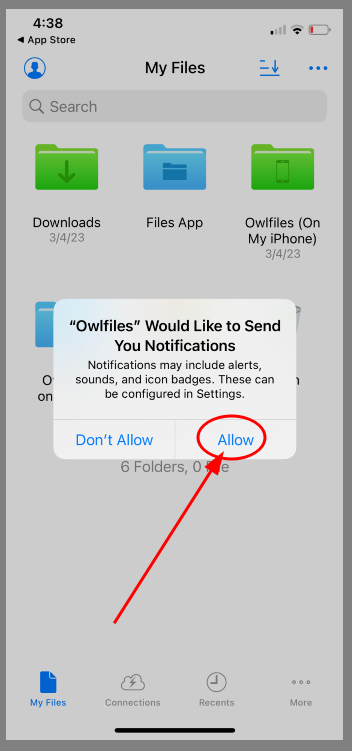 4:38
◀ App Store
My Files
Search
Downloads
3/4/23
Files App
Owlfiles (On
My iPhone)
3/4/23
“Owlfiles” Would Like to Send
You Notifications
Notifications may include alerts,
sounds, and icon badges. These can
be configured in Settings.
Don’t Allow
Allow
6 Folders, 0 File
My Files
Connections
Recents
More